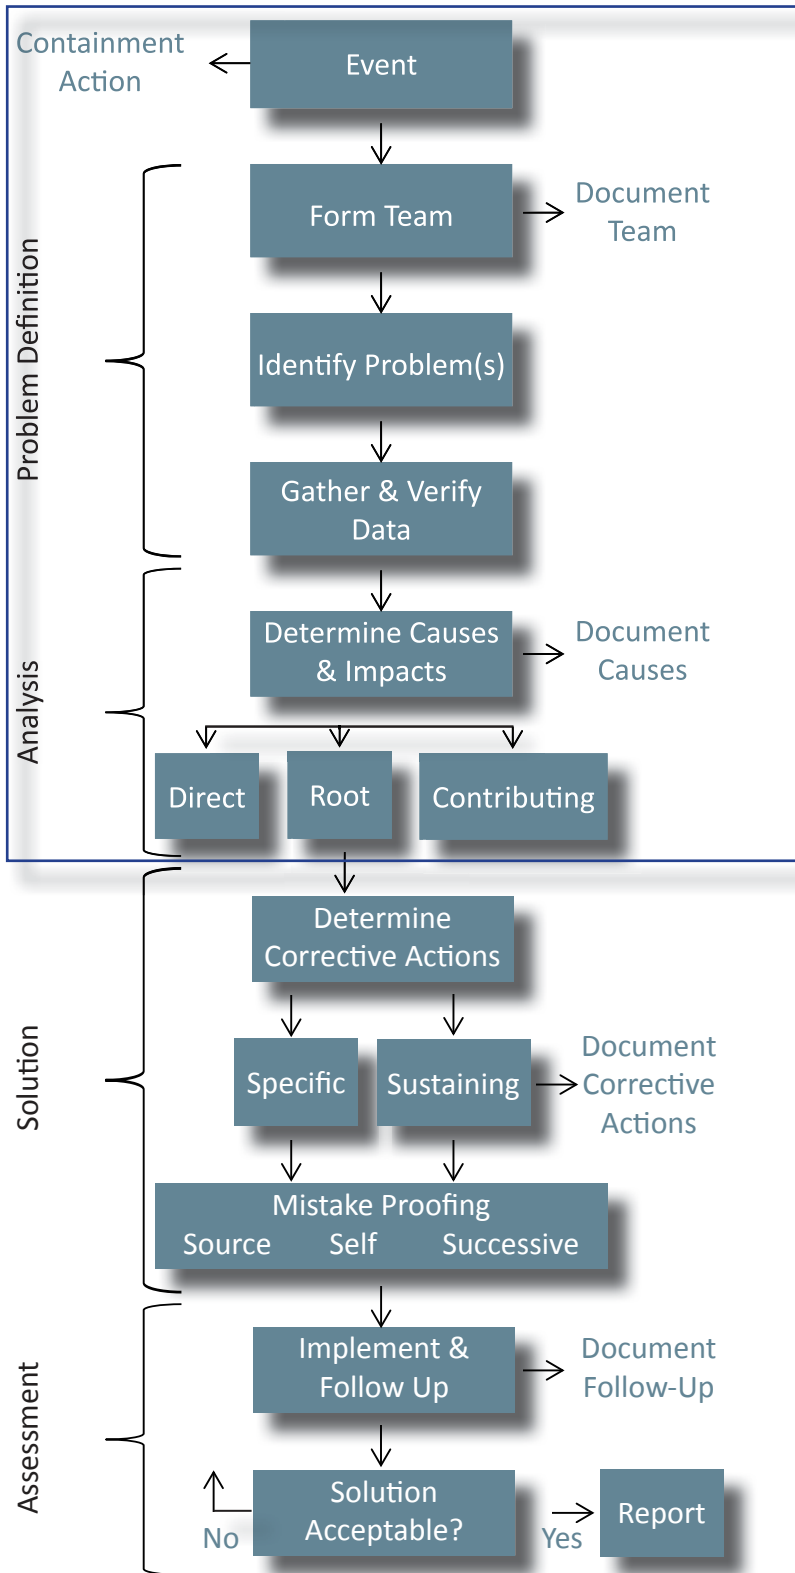 Containment
Action
Event
Problem Definition
Form Team
Document
Team
Identify Problem(s)
Gather & Verify
Data
Analysis
Determine Causes
& Impacts
Document
Causes
Direct
Root
Contributing
Solution
Determine
Corrective Actions
Specific
Sustaining
Document
Corrective
Actions
Mistake Proofing
Source Self Successive
Assessment
Implement &
Follow Up
Document
Follow-Up
Solution
Acceptable?
No
Yes
Report